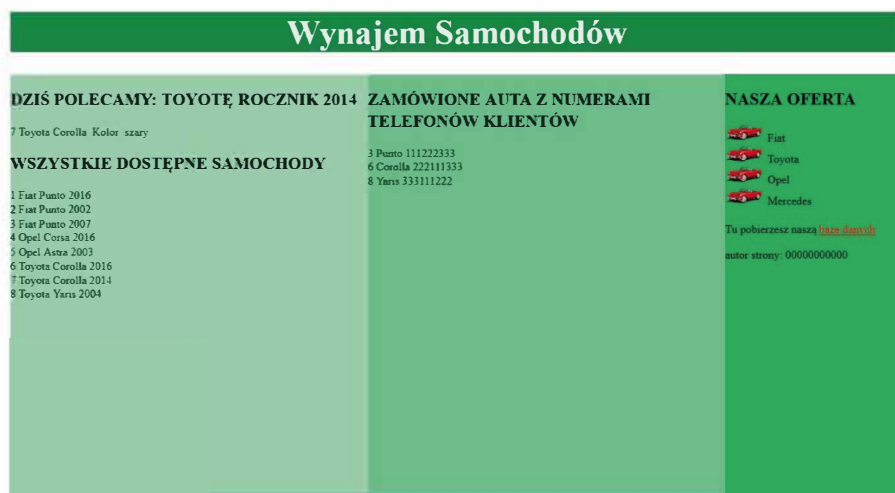 Wynajem Samochodów
DZIŚ POLECAMY: TOYOTĘ ROCZNIK 2014
7 Toyota Corolla Kolor szary
WSZYSTKIE DOSTĘPNE SAMOCHODY
1 Fiat Punto 2016
2 Fiat Punto 2002
3 Fiat Punto 2007
4 Opel Corsa 2016
5 Opel Astra 2003
6 Toyota Corolla 2016
7 Toyota Corolla 2014
8 Toyota Yaris 2004
ZAMÓWIONE AUTA Z NUMERAMI
TELEFONÓW KLIENTÓW
3 Punto 111222333
6 Corolla 222111333
8 Yaris 333111222
NASZA OFERTA
Fiat
Toyota
Opel
Mercedes
Tu pobierzesz naszą bazę danych
autor strony: 00000000000